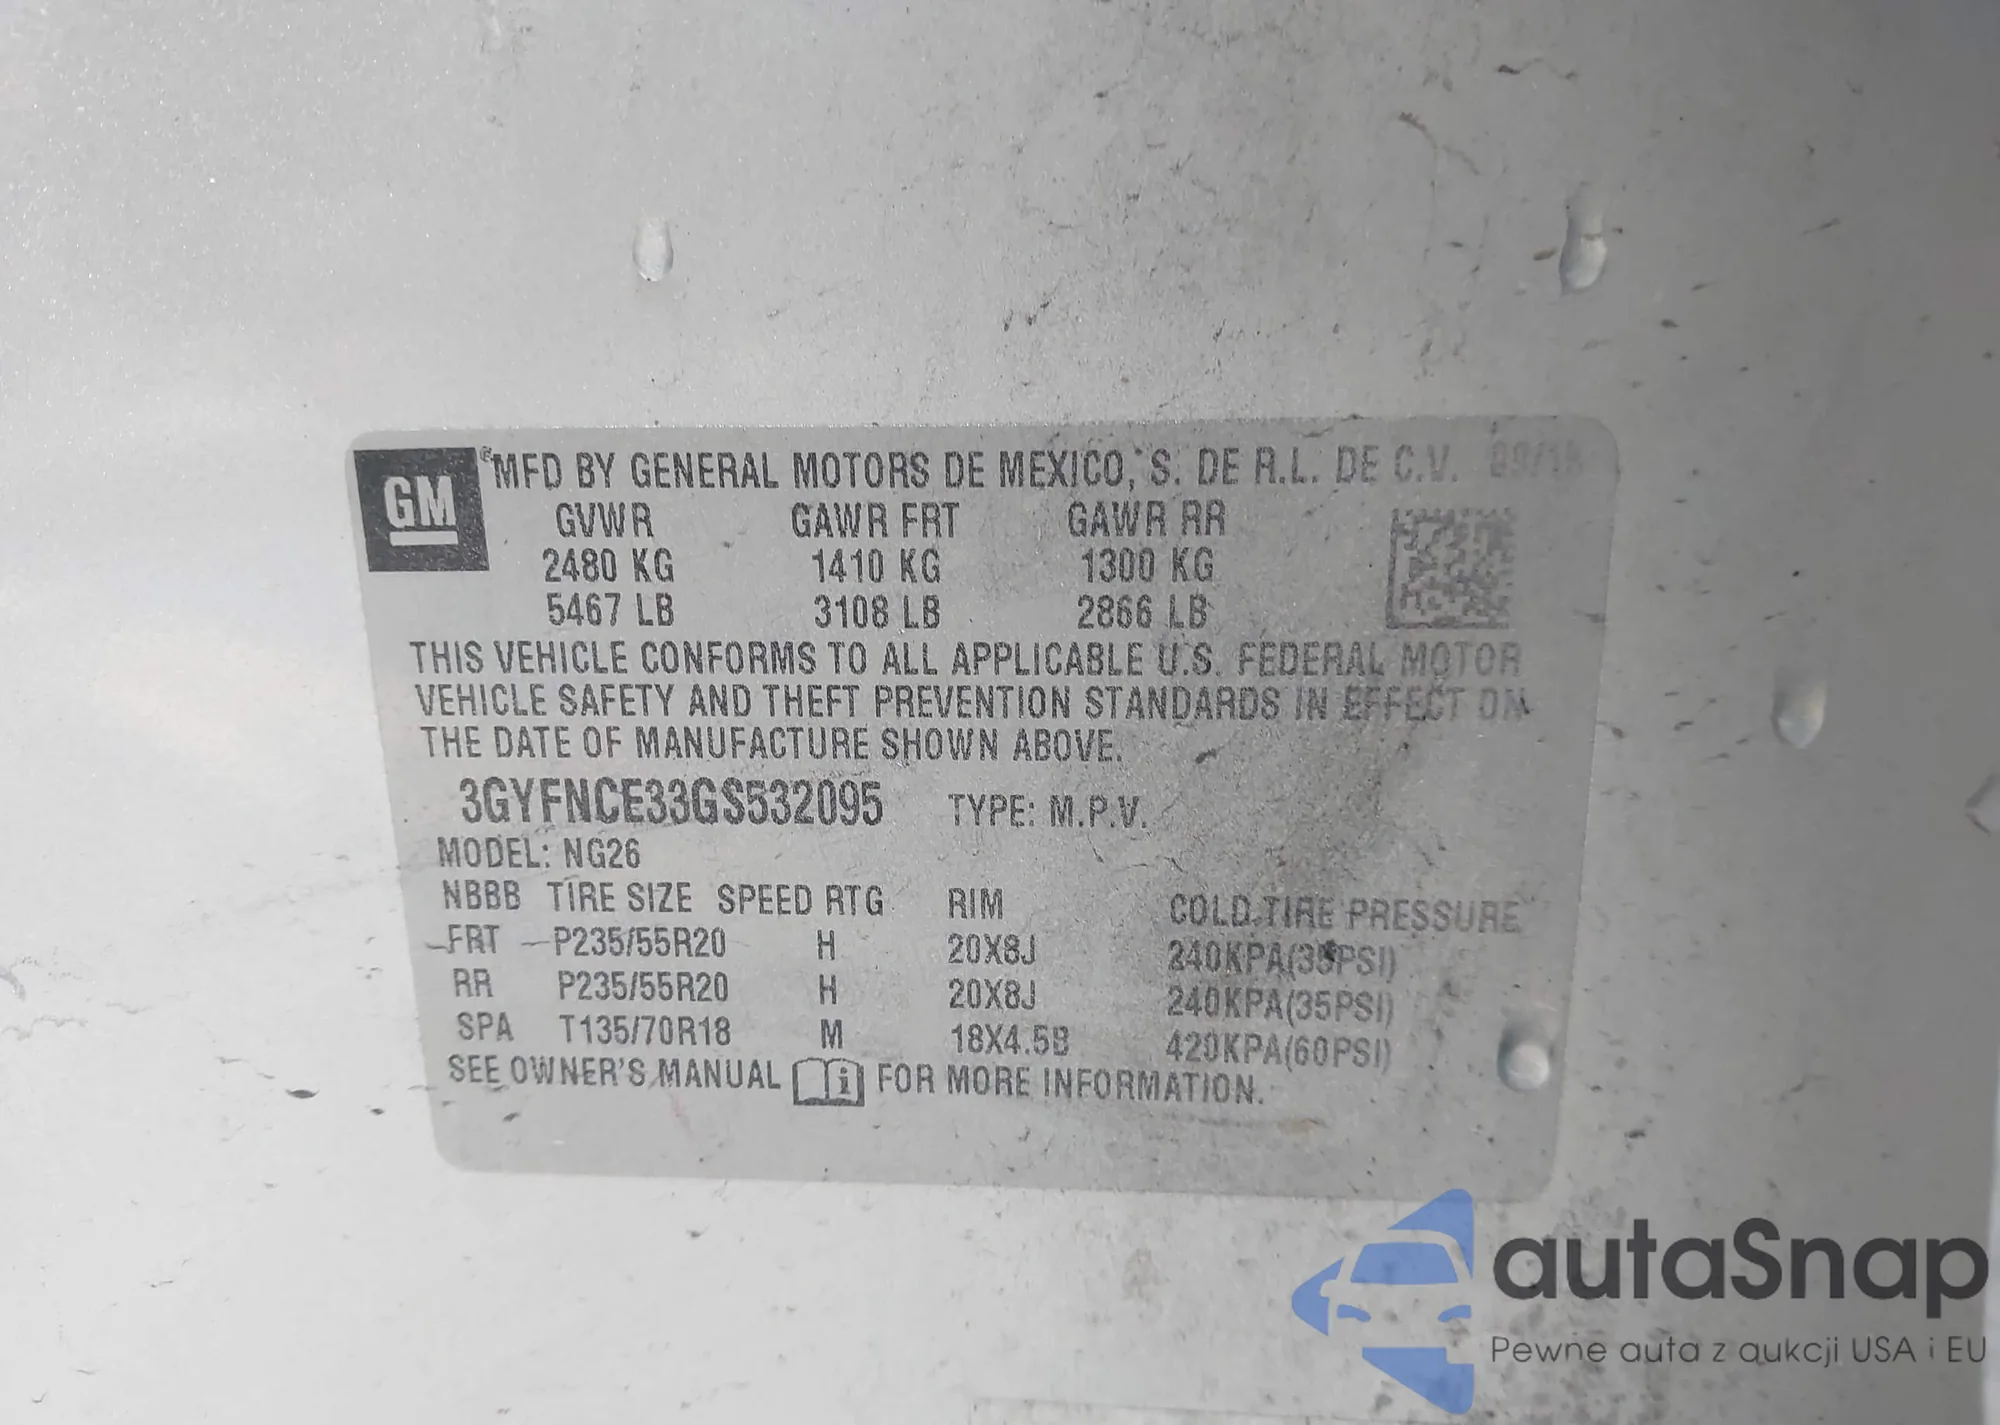 GM
® MFD BY GENERAL MOTORS DE MEXICO, S. DE R.L. DE C.V.
GVWR GAWR FRT GAWR RR
2480 KG 1410 KG 1300 KG
5467 LB 3108 LB 2866 LB
THIS VEHICLE CONFORMS TO ALL APPLICABLE U.S. FEDERAL MOTOR
VEHICLE SAFETY AND THEFT PREVENTION STANDARDS IN EFFECT ON
THE DATE OF MANUFACTURE SHOWN ABOVE.
3GYFNCE33GS532095 TYPE: M.P.V.
MODEL: NG26
NBBB TIRE SIZE SPEED RTG RIM COLD TIRE PRESSURE
FRT P235/55R20 H 20X8J 240KPA(35PSI)
RR P235/55R20 H 20X8J 240KPA(35PSI)
SPA T135/70R18 M 18X4.5B 420KPA(60PSI)
SEE OWNER'S MANUAL i FOR MORE INFORMATION.
autaSnap
Pewne auta z aukcji USA i EU